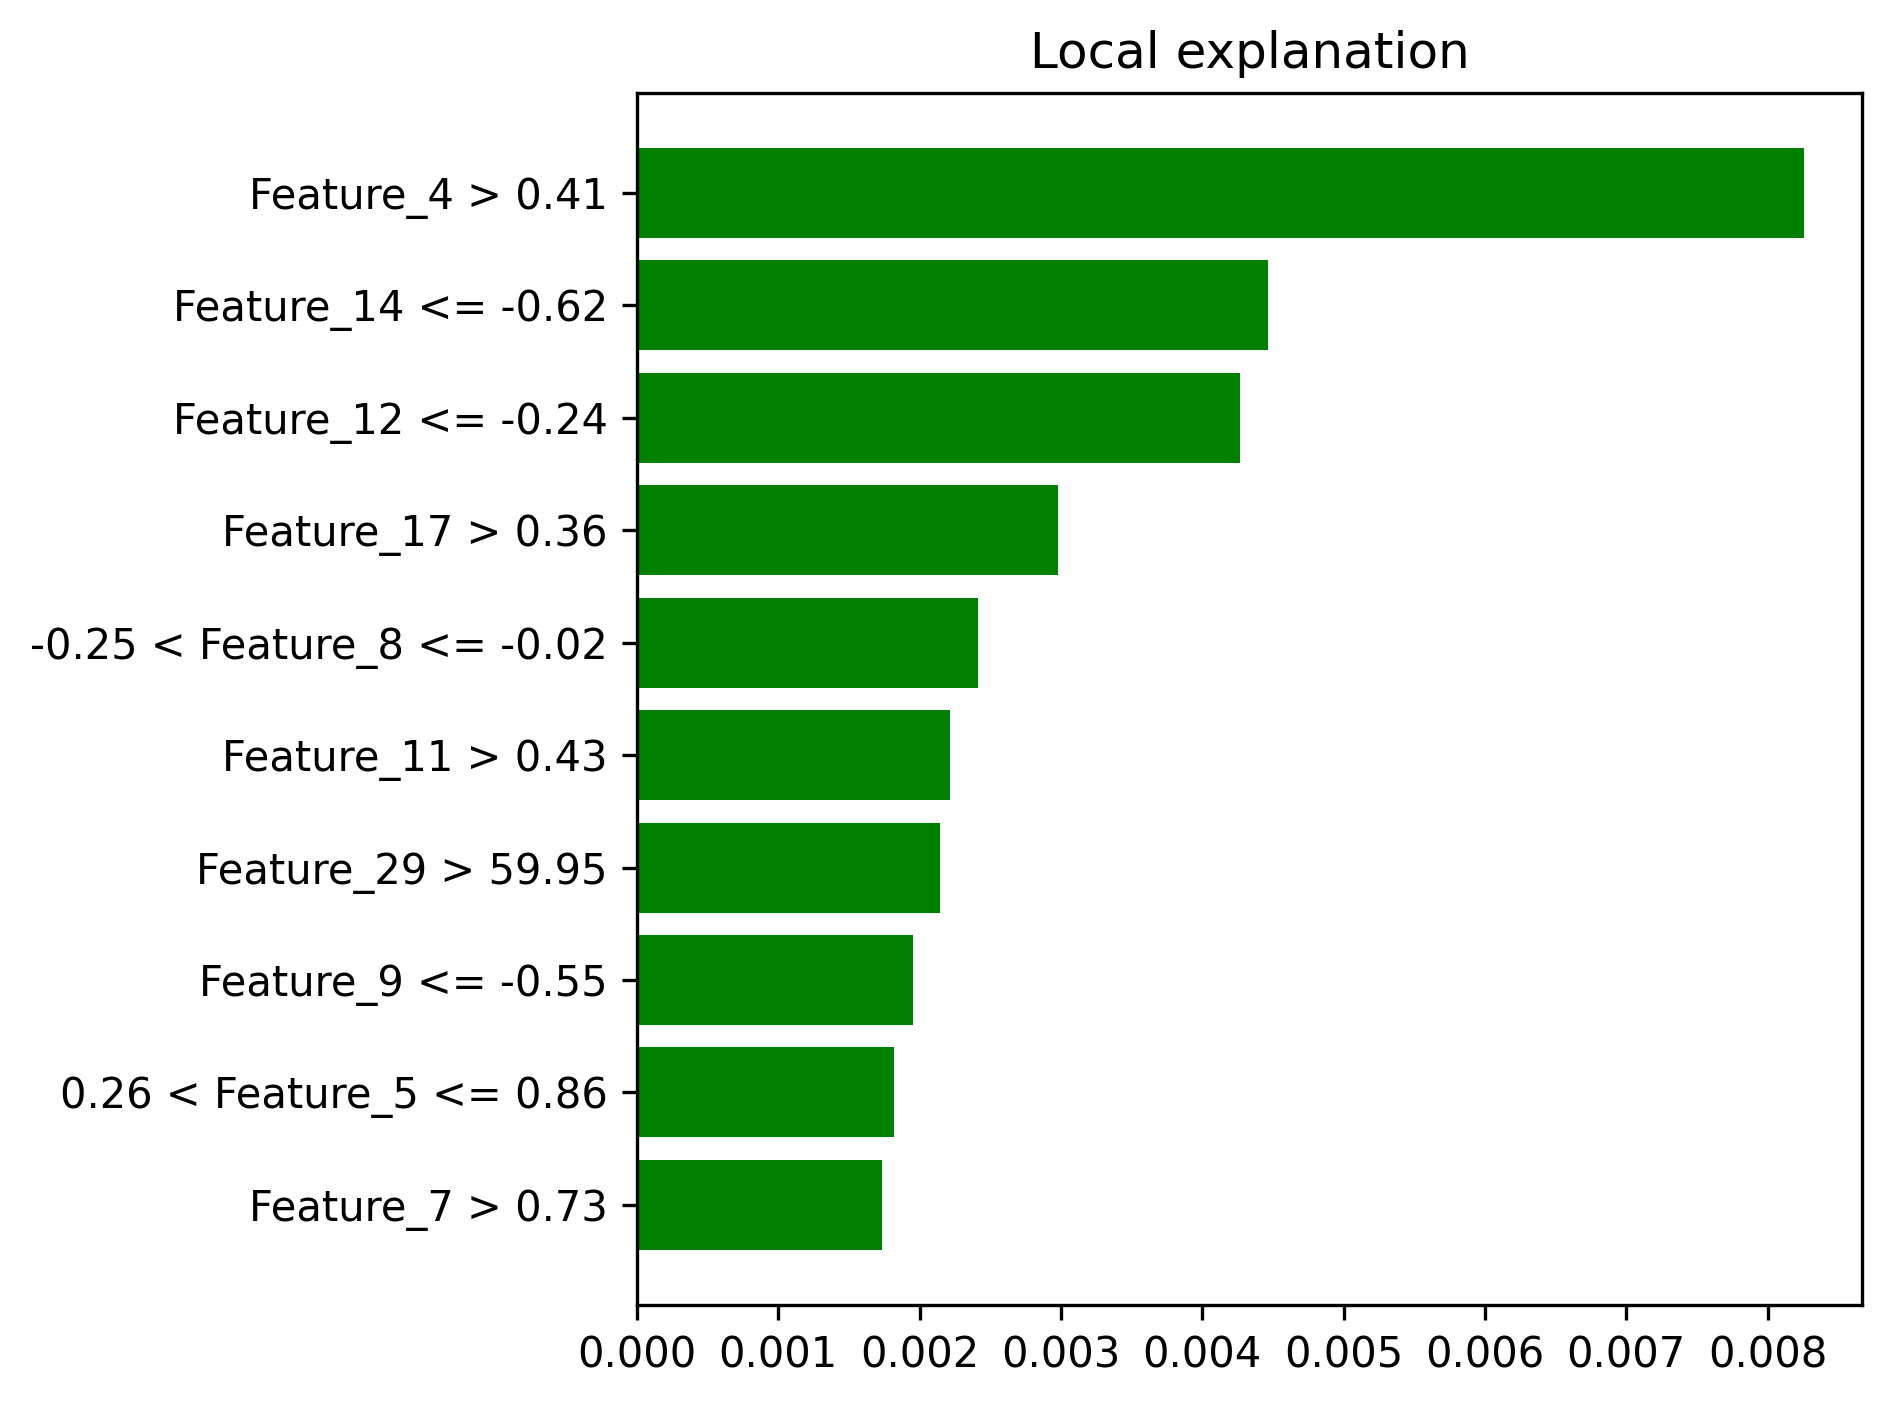 Local explanation
Feature_4 > 0.41
Feature_14 <= -0.62
Feature_12 <= -0.24
Feature_17 > 0.36
-0.25 < Feature_8 <= -0.02
Feature_11 > 0.43
Feature_29 > 59.95
Feature_9 <= -0.55
0.26 < Feature_5 <= 0.86
Feature_7 > 0.73
0.000 0.001 0.002 0.003 0.004 0.005 0.006 0.007 0.008